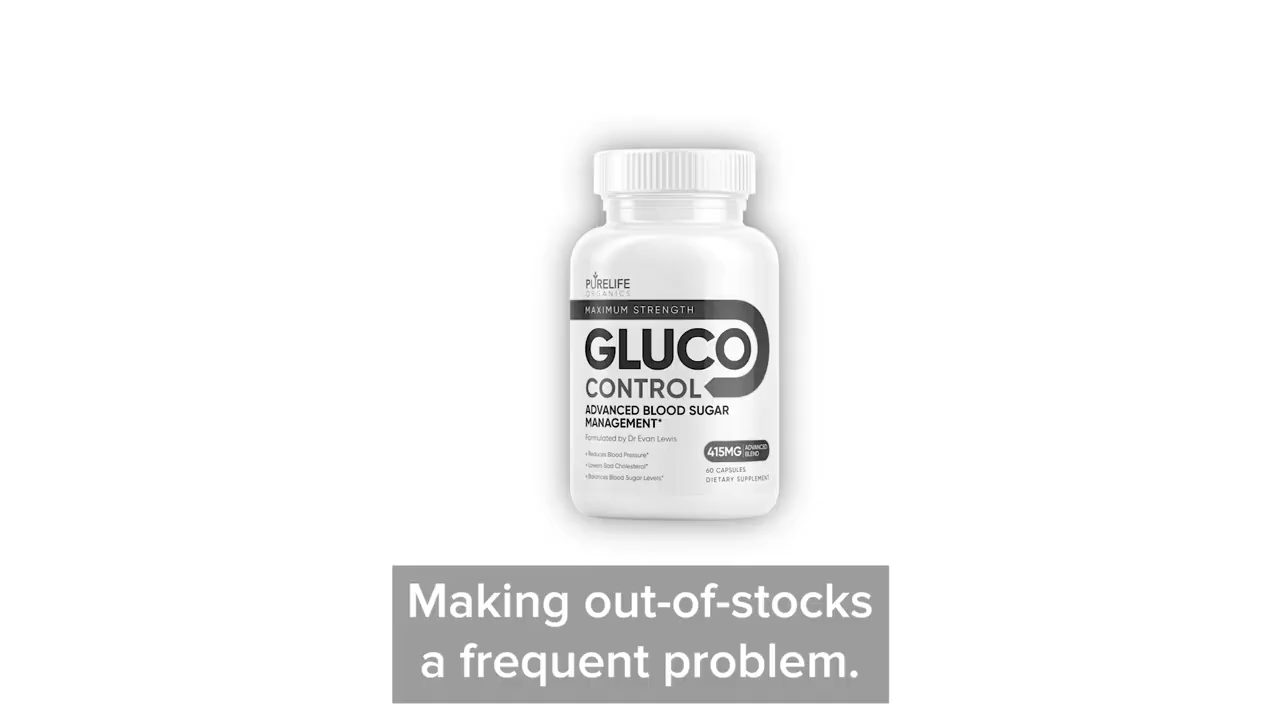 PURELIFE
ORGANICS
MAXIMUM STRENGTH
GLUCO
CONTROL
ADVANCED BLOOD SUGAR
MANAGEMENT*
Formulated by Dr Evan Lewis
• Reduces Blood Pressure*
• Lowers Bad Cholesterol*
• Balances Blood Sugar Levels*
415MG ADVANCED
BLEND
60 CAPSULES
DIETARY SUPPLEMENT
Making out-of-stocks
a frequent problem.